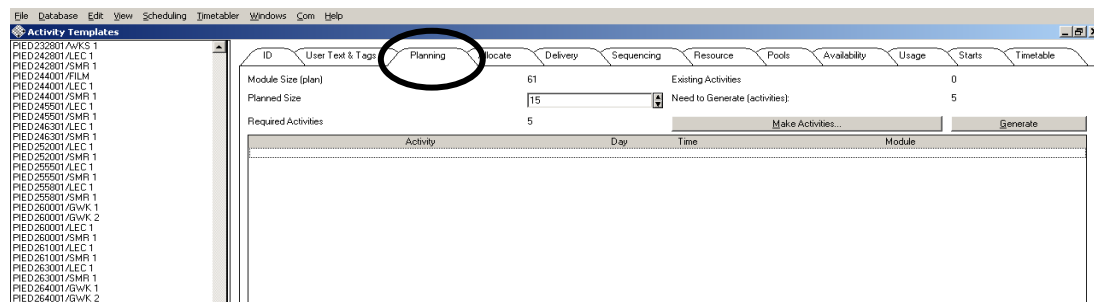 File Database Edit View Scheduling Timetabler Windows Com Help
Activity Templates
PIED232801/WKS 1
PIED242801/LEC 1
PIED242801/SMR 1
PIED244001/FILM
PIED244001/LEC 1
PIED244001/SMR 1
PIED245501/LEC 1
PIED245501/SMR 1
PIED246301/LEC 1
PIED246301/SMR 1
PIED252001/LEC 1
PIED252001/SMR 1
PIED255501/LEC 1
PIED255501/SMR 1
PIED255801/LEC 1
PIED255801/SMR 1
PIED260001/GWK 1
PIED260001/GWK 2
PIED260001/LEC 1
PIED260001/SMR 1
PIED261001/LEC 1
PIED261001/SMR 1
PIED263001/LEC 1
PIED263001/SMR 1
PIED264001/GWK 1
PIED264001/GWK 2
ID User Text & Tags Planning Delivery Sequencing Resource Pools Availability Usage Starts Timetable
Module Size (plan) 61 Existing Activities 0
Planned Size 15 Need to Generate (activities): 5
Required Activities 5 Make Activities... Generate
Activity Day Time Module